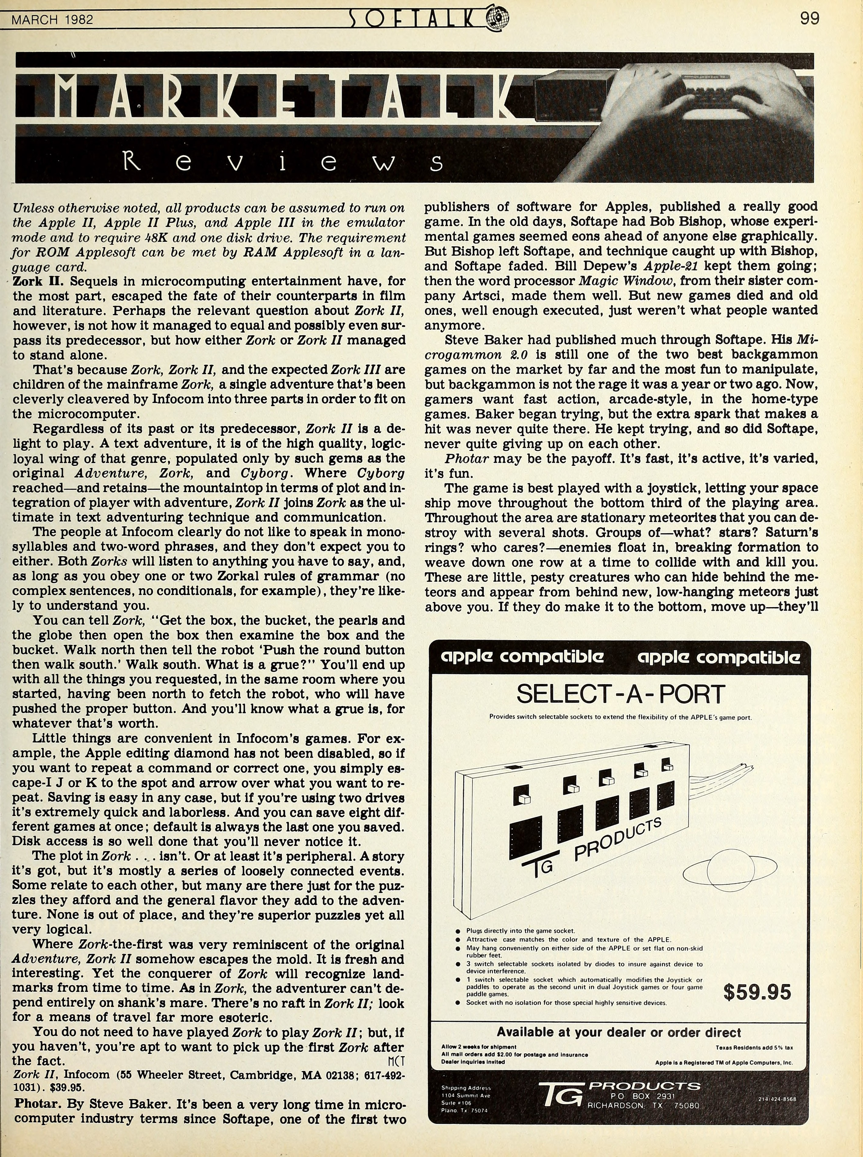 MARCH 1982
SOFTALK
99
MARKETALK
Reviews
Unless otherwise noted, all products can be assumed to run on
the Apple II, Apple II Plus, and Apple III in the emulator
mode and to require 48K and one disk drive. The requirement
for ROM Applesoft can be met by RAM Applesoft in a lan-
guage card.
Zork II. Sequels in microcomputing entertainment have, for
the most part, escaped the fate of their counterparts in film
and literature. Perhaps the relevant question about Zork II,
however, is not how it managed to equal and possibly even sur-
pass its predecessor, but how either Zork or Zork II managed
to stand alone.
That's because Zork, Zork II, and the expected Zork III are
children of the mainframe Zork, a single adventure that's been
cleverly cleavered by Infocom into three parts in order to fit on
the microcomputer.
Regardless of its past or its predecessor, Zork II is a de-
light to play. A text adventure, it is of the high quality, logic-
loyal wing of that genre, populated only by such gems as the
original Adventure, Zork, and Cyborg. Where Cyborg
reached—and retains—the mountaintop in terms of plot and in-
tegration of player with adventure, Zork II joins Zork as the ul-
timate in text adventuring technique and communication.
The people at Infocom clearly do not like to speak in mono-
syllables and two-word phrases, and they don't expect you to
either. Both Zorks will listen to anything you have to say, and,
as long as you obey one or two Zorkal rules of grammar (no
complex sentences, no conditionals, for example), they're like-
ly to understand you.
You can tell Zork, "Get the box, the bucket, the pearls and
the globe then open the box then examine the box and the
bucket. Walk north then tell the robot 'Push the round button
then walk south.' Walk south. What is a grue?" You'll end up
with all the things you requested, in the same room where you
started, having been north to fetch the robot, who will have
pushed the proper button. And you'll know what a grue is, for
whatever that's worth.
Little things are convenient in Infocom's games. For ex-
ample, the Apple editing diamond has not been disabled, so if
you want to repeat a command or correct one, you simply es-
cape-I J or K to the spot and arrow over what you want to re-
peat. Saving is easy in any case, but if you're using two drives
it's extremely quick and laborless. And you can save eight dif-
ferent games at once; default is always the last one you saved.
Disk access is so well done that you'll never notice it.
The plot in Zork . . . isn't. Or at least it's peripheral. A story
it's got, but it's mostly a series of loosely connected events.
Some relate to each other, but many are there just for the puz-
zles they afford and the general flavor they add to the adven-
ture. None is out of place, and they're superior puzzles yet all
very logical.
Where Zork-the-first was very reminiscent of the original
Adventure, Zork II somehow escapes the mold. It is fresh and
interesting. Yet the conquerer of Zork will recognize land-
marks from time to time. As in Zork, the adventurer can't de-
pend entirely on shank's mare. There's no raft in Zork II; look
for a means of travel far more esoteric.
You do not need to have played Zork to play Zork II; but, if
you haven't, you're apt to want to pick up the first Zork after
the fact. MCT
Zork II, Infocom (55 Wheeler Street, Cambridge, MA 02138; 617-492-
1031). $39.95.
Photar. By Steve Baker. It's been a very long time in micro-
computer industry terms since Softape, one of the first two
publishers of software for Apples, published a really good
game. In the old days, Softape had Bob Bishop, whose experi-
mental games seemed eons ahead of anyone else graphically.
But Bishop left Softape, and technique caught up with Bishop,
and Softape faded. Bill Depew's Apple-21 kept them going;
then the word processor Magic Window, from their sister com-
pany Artsci, made them well. But new games died and old
ones, well enough executed, just weren't what people wanted
anymore.
Steve Baker had published much through Softape. His Mi-
crogammon 2.0 is still one of the two best backgammon
games on the market by far and the most fun to manipulate,
but backgammon is not the rage it was a year or two ago. Now,
gamers want fast action, arcade-style, in the home-type
games. Baker began trying, but the extra spark that makes a
hit was never quite there. He kept trying, and so did Softape,
never quite giving up on each other.
Photar may be the payoff. It's fast, it's active, it's varied,
it's fun.
The game is best played with a joystick, letting your space
ship move throughout the bottom third of the playing area.
Throughout the area are stationary meteorites that you can de-
stroy with several shots. Groups of—what? stars? Saturn's
rings? who cares?—enemies float in, breaking formation to
weave down one row at a time to collide with and kill you.
These are little, pesty creatures who can hide behind the me-
teors and appear from behind new, low-hanging meteors just
above you. If they do make it to the bottom, move up—they'll
apple compatible apple compatible
SELECT-A-PORT
Provides switch selectable sockets to extend the flexibility of the APPLE's game port.
TG PRODUCTS
● Plugs directly into the game socket.
● Attractive case matches the color and texture of the APPLE.
● May hang conveniently on either side of the APPLE or set flat on non-skid
rubber feet.
● 3 switch selectable sockets isolated by diodes to insure against device to
device interference.
● 1 switch selectable socket which automatically modifies the Joystick or
paddles to operate as the second unit in dual Joystick games or four game
paddle games.
● Socket with no isolation for those special highly sensitive devices.
$59.95
Available at your dealer or order direct
Allow 2 weeks for shipment
All mail orders add $2.00 for postage and insurance
Dealer inquiries invited
Texas Residents add 5% tax
Apple is a Registered TM of Apple Computers, Inc.
Shipping Address
1104 Summit Ave
Suite #106
Plano, Tx 75074
TG PRODUCTS
P O BOX 2931
RICHARDSON TX 75080
214-424-8568